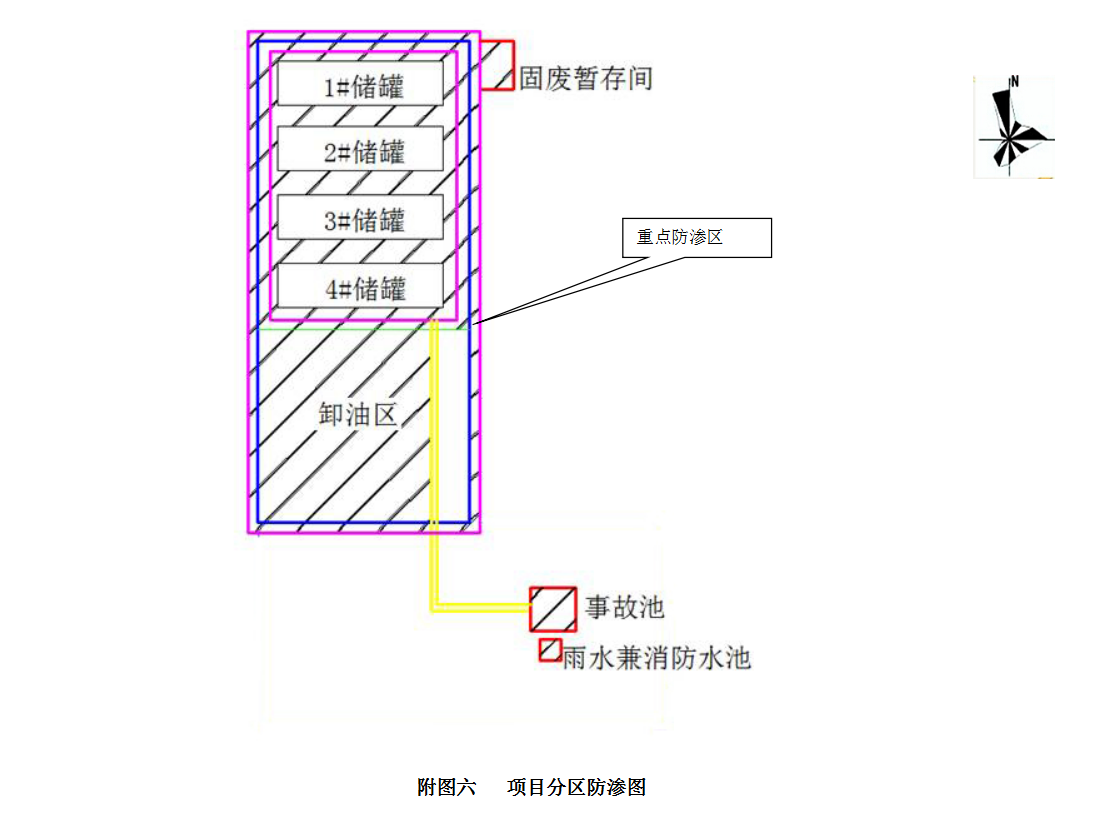 N
1#储罐
固废暂存间
2#储罐
3#储罐
重点防渗区
4#储罐
卸油区
事故池
雨水兼消防水池
附图六 项目分区防渗图